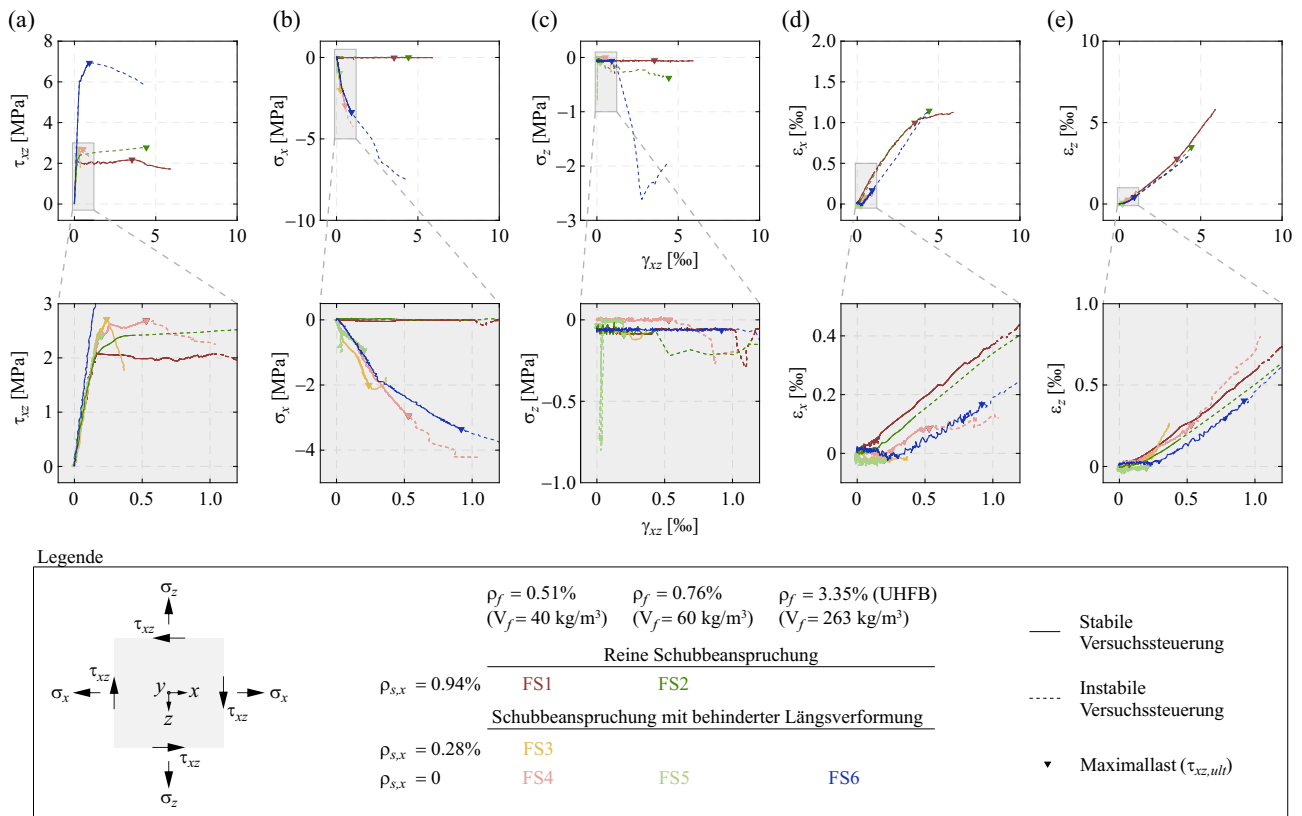 (a)
(b)
(c)
(d)
(e)
τxz [MPa]
8
6
4
2
0
0
5
10
σx [MPa]
0
−5
−10
0
5
10
σz [MPa]
0
−1
−2
−3
0
5
10
γxz [‰]
εx [‰]
2.0
1.5
1.0
0.5
0
0
5
10
εz [‰]
10
5
0
0
5
10
τxz [MPa]
3
2
1
0
0
0.5
1.0
σx [MPa]
0
−2
−4
0
0.5
1.0
σz [MPa]
0
−0.5
−1.0
0
0.5
1.0
γxz [‰]
εx [‰]
0.4
0.2
0
0
0.5
1.0
εz [‰]
1.0
0.5
0
0
0.5
1.0
Legende
σz
τxz
τxz
σx
y
x
z
σx
τxz
τxz
σz
ρf = 0.51% ρf = 0.76% ρf = 3.35% (UHFB)
(Vf = 40 kg/m³) (Vf = 60 kg/m³) (Vf = 263 kg/m³)
Reine Schubbeanspruchung
ρs,x = 0.94% FS1 FS2
Schubbeanspruchung mit behinderter Längsverformung
ρs,x = 0.28% FS3
ρs,x = 0 FS4 FS5 FS6
Stabile
Versuchssteuerung
Instabile
Versuchssteuerung
Maximallast (τxz,ult)